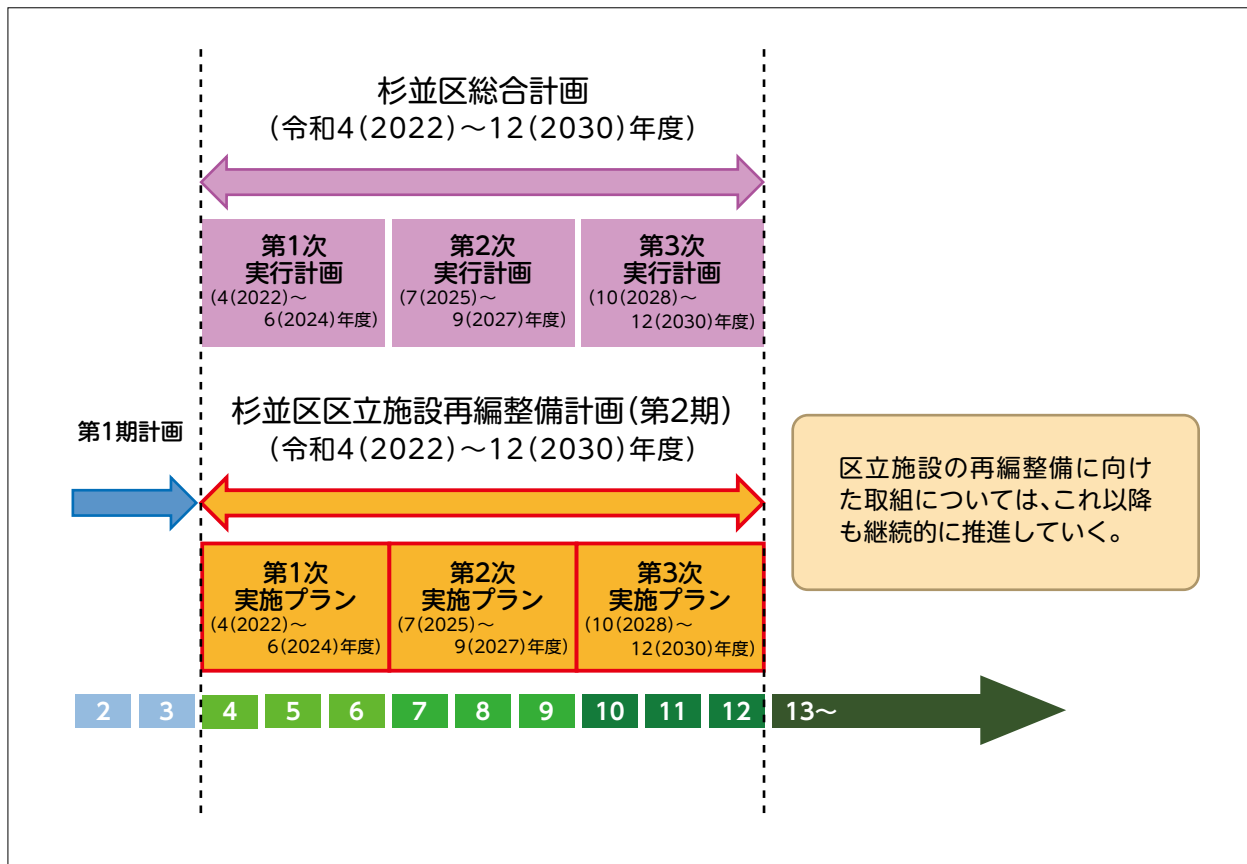 杉並区総合計画
(令和4(2022)～12(2030)年度)
第1次
実行計画
(4(2022)～
6(2024)年度)
第2次
実行計画
(7(2025)～
9(2027)年度)
第3次
実行計画
(10(2028)～
12(2030)年度)
第1期計画
杉並区区立施設再編整備計画(第2期)
(令和4(2022)～12(2030)年度)
区立施設の再編整備に向け
た取組については、これ以降
も継続的に推進していく。
第1次
実施プラン
(4(2022)～
6(2024)年度)
第2次
実施プラン
(7(2025)～
9(2027)年度)
第3次
実施プラン
(10(2028)～
12(2030)年度)
2 3 4 5 6 7 8 9 10 11 12 13～